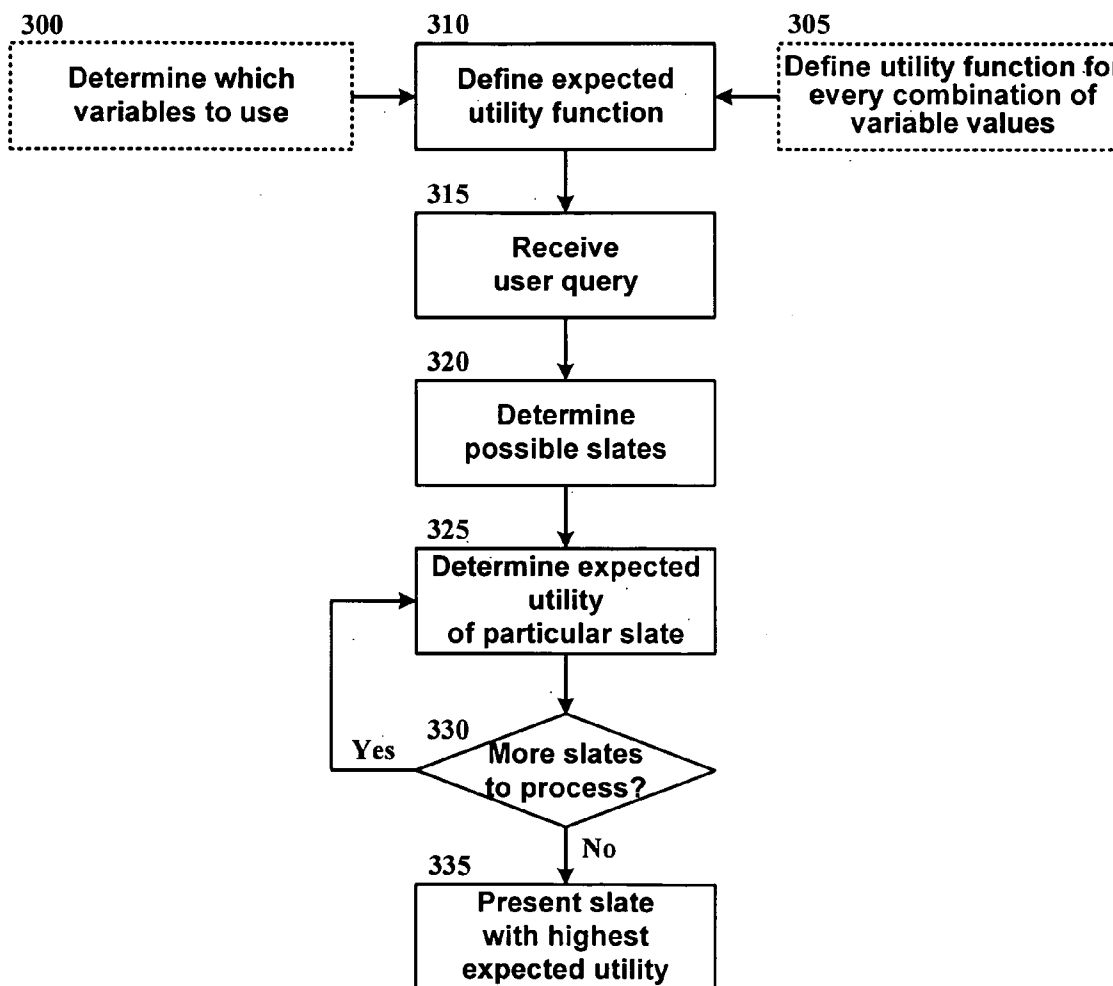 300
Determine which
variables to use
310
Define expected
utility function
305
Define utility function for
every combination of
variable values
315
Receive
user query
320
Determine
possible slates
325
Determine expected
utility
of particular slate
330
More slates
to process?
Yes
No
335
Present slate
with highest
expected utility